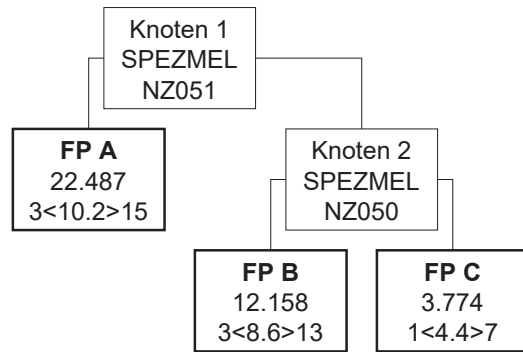 Knoten 1
SPEZMEL
NZ051
FP A
22.487
3<10.2>15
Knoten 2
SPEZMEL
NZ050
FP B
12.158
3<8.6>13
FP C
3.774
1<4.4>7